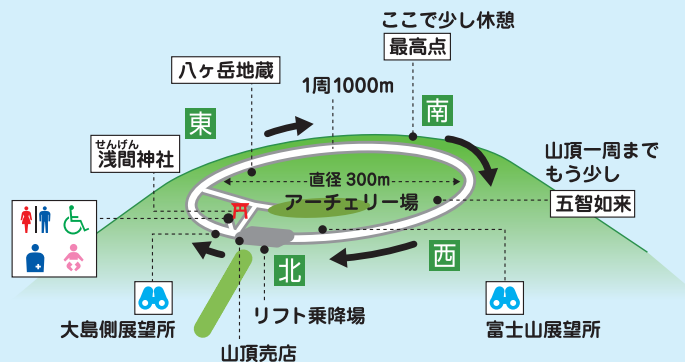 ここで少し休憩
最高点
八ヶ岳地蔵
1周1000m
東
南
せんげん
浅間神社
山頂一周まで
もう少し
直径 300m
アーチェリー場
五智如来
西
北
大島側展望所
リフト乗降場
富士山展望所
山頂売店